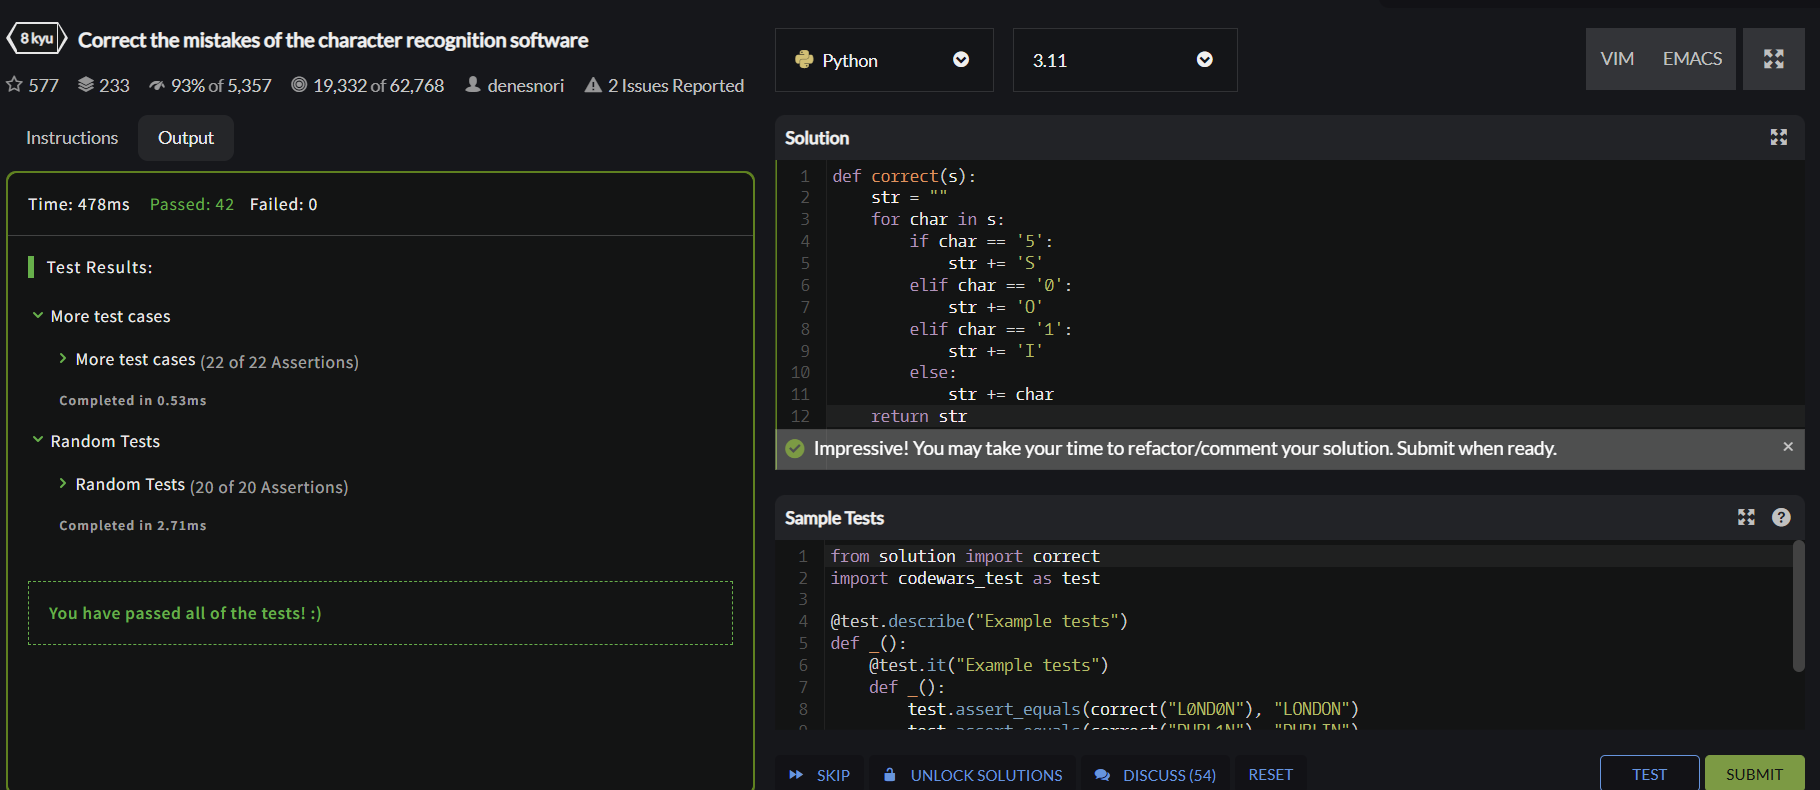 8 kyu Correct the mistakes of the character recognition software
577 233 93% of 5,357 19,332 of 62,768 denesnori 2 Issues Reported
Instructions Output
Time: 478ms Passed: 42 Failed: 0
Test Results:
More test cases
More test cases (22 of 22 Assertions)
Completed in 0.53ms
Random Tests
Random Tests (20 of 20 Assertions)
Completed in 2.71ms
You have passed all of the tests! :)
Python 3.11 VIM EMACS
Solution
1 def correct(s):
2     str = ""
3     for char in s:
4         if char == '5':
5             str += 'S'
6         elif char == '0':
7             str += 'O'
8         elif char == '1':
9             str += 'I'
10         else:
11             str += char
12     return str
Impressive! You may take your time to refactor/comment your solution. Submit when ready. ×
Sample Tests ?
1 from solution import correct
2 import codewars_test as test
3
4 @test.describe("Example tests")
5 def _():
6     @test.it("Example tests")
7     def _():
8         test.assert_equals(correct("L0ND0N"), "LONDON")
9         test.assert_equals(correct("DUBL1N"), "DUBLIN")
SKIP UNLOCK SOLUTIONS DISCUSS (54) RESET TEST SUBMIT